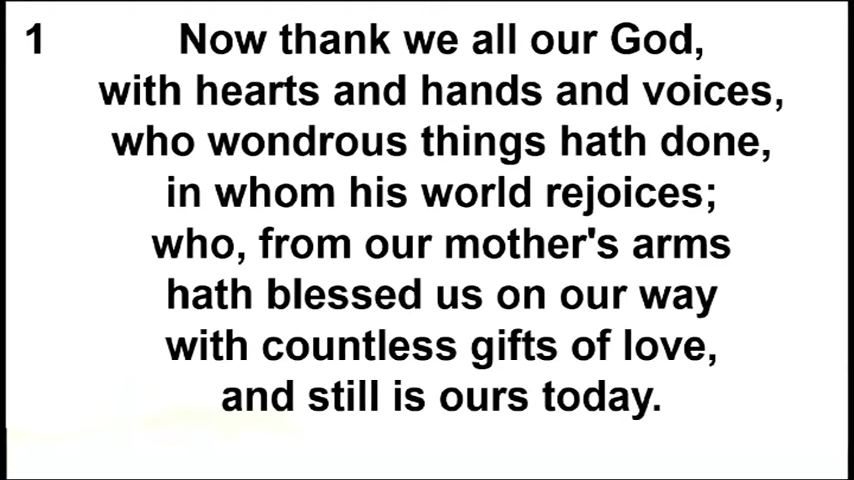 1 Now thank we all our God,
with hearts and hands and voices,
who wondrous things hath done,
in whom his world rejoices;
who, from our mother's arms
hath blessed us on our way
with countless gifts of love,
and still is ours today.